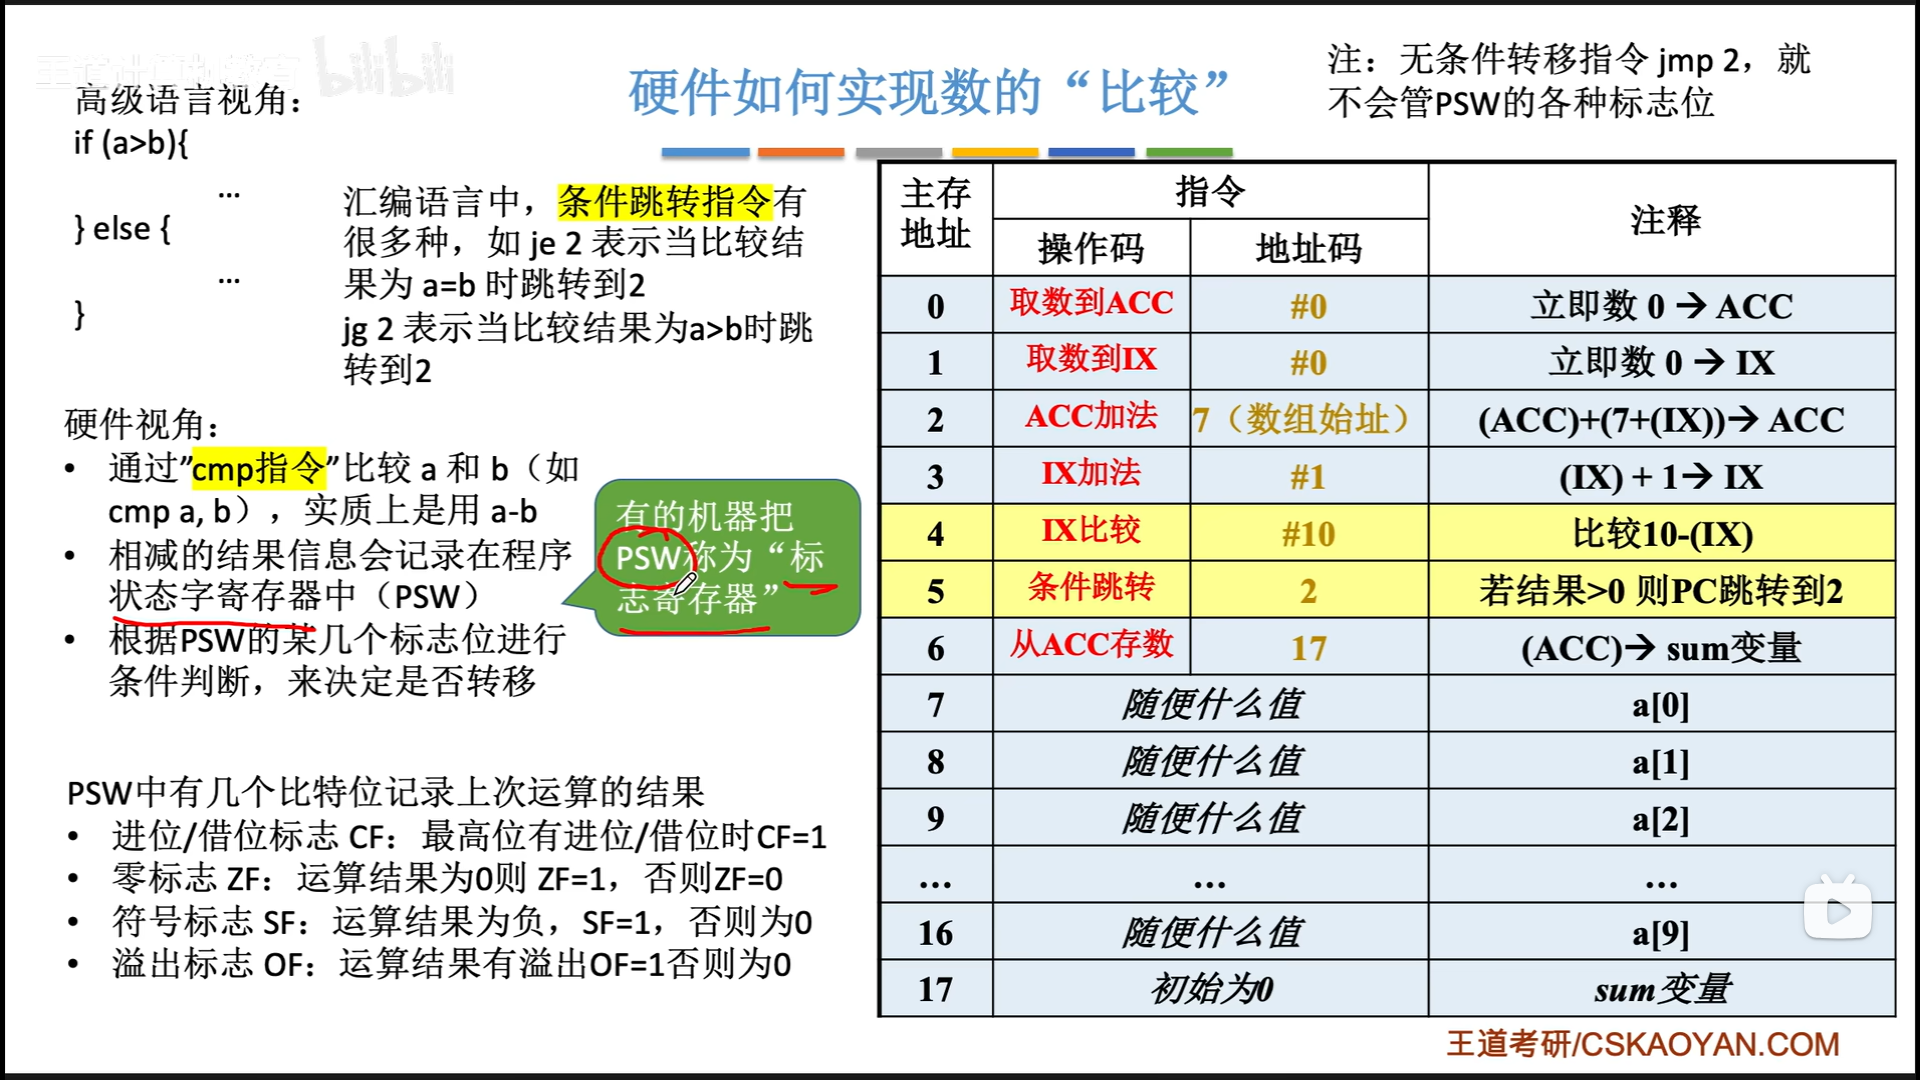 王道计算机教育 bilibili
硬件如何实现数的“比较”
注：无条件转移指令 jmp 2，就
不会管PSW的各种标志位
高级语言视角：
if (a>b){
...
} else {
...
}
汇编语言中，条件跳转指令有
很多种，如 je 2 表示当比较结
果为 a=b 时跳转到2
jg 2 表示当比较结果为a>b时跳
转到2
硬件视角：
• 通过”cmp指令”比较 a 和 b（如
cmp a, b），实质上是用 a-b
• 相减的结果信息会记录在程序
状态字寄存器中（PSW）
• 根据PSW的某几个标志位进行
条件判断，来决定是否转移
有的机器把
PSW称为“标
志寄存器”
PSW中有几个比特位记录上次运算的结果
• 进位/借位标志 CF：最高位有进位/借位时CF=1
• 零标志 ZF：运算结果为0则 ZF=1，否则ZF=0
• 符号标志 SF：运算结果为负，SF=1，否则为0
• 溢出标志 OF：运算结果有溢出OF=1否则为0
主存地址 指令 注释
操作码 地址码
0 取数到ACC #0 立即数 0 → ACC
1 取数到IX #0 立即数 0 → IX
2 ACC加法 7（数组始址） (ACC)+(7+(IX))→ ACC
3 IX加法 #1 (IX) + 1→ IX
4 IX比较 #10 比较10-(IX)
5 条件跳转 2 若结果>0 则PC跳转到2
6 从ACC存数 17 (ACC)→ sum变量
7 随便什么值 a[0]
8 随便什么值 a[1]
9 随便什么值 a[2]
... ... ...
16 随便什么值 a[9]
17 初始为0 sum变量
王道考研/CSKAOYAN.COM